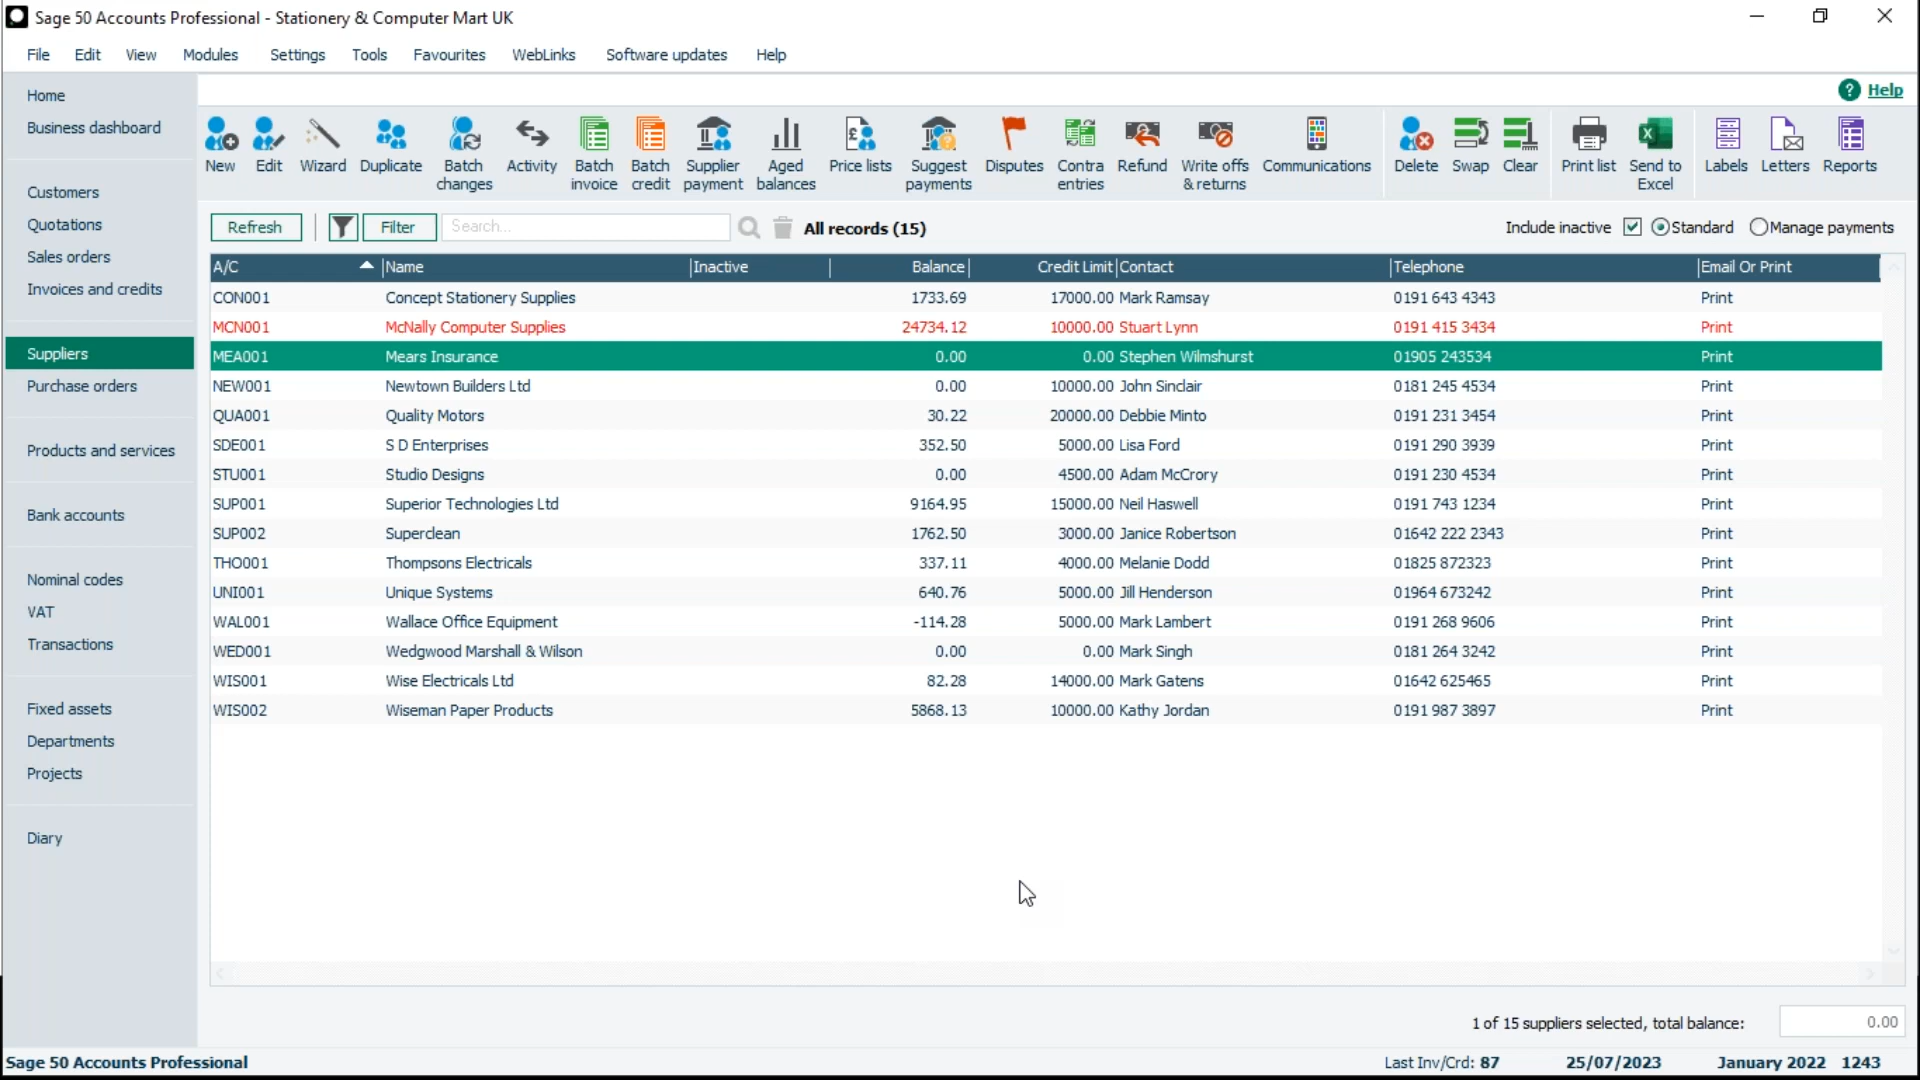 Sage 50 Accounts Professional - Stationery & Computer Mart UK
File Edit View Modules Settings Tools Favourites WebLinks Software updates Help
? Help
Home
Business dashboard
Customers
Quotations
Sales orders
Invoices and credits
Suppliers
Purchase orders
Products and services
Bank accounts
Nominal codes
VAT
Transactions
Fixed assets
Departments
Projects
Diary
New Edit Wizard Duplicate Batch changes Activity Batch invoice Batch credit Supplier payment Aged balances Price lists Suggest payments Disputes Contra entries Refund Write offs & returns Communications Delete Swap Clear Print list Send to Excel Labels Letters Reports
Refresh Filter Search... All records (15) Include inactive Standard Manage payments
A/C Name Inactive Balance Credit Limit Contact Telephone Email Or Print
CON001 Concept Stationery Supplies 1733.69 17000.00 Mark Ramsay 0191 643 4343 Print
MCN001 McNally Computer Supplies 24734.12 10000.00 Stuart Lynn 0191 415 3434 Print
MEA001 Mears Insurance 0.00 0.00 Stephen Wilmshurst 01905 243534 Print
NEW001 Newtown Builders Ltd 0.00 10000.00 John Sinclair 0181 245 4534 Print
QUA001 Quality Motors 30.22 20000.00 Debbie Minto 0191 231 3454 Print
SDE001 S D Enterprises 352.50 5000.00 Lisa Ford 0191 290 3939 Print
STU001 Studio Designs 0.00 4500.00 Adam McCrory 0191 230 4534 Print
SUP001 Superior Technologies Ltd 9164.95 15000.00 Neil Haswell 0191 743 1234 Print
SUP002 Superclean 1762.50 3000.00 Janice Robertson 01642 222 2343 Print
THO001 Thompsons Electricals 337.11 4000.00 Melanie Dodd 01825 872323 Print
UNI001 Unique Systems 640.76 5000.00 Jill Henderson 01964 673242 Print
WAL001 Wallace Office Equipment -114.28 5000.00 Mark Lambert 0191 268 9606 Print
WED001 Wedgwood Marshall & Wilson 0.00 0.00 Mark Singh 0181 264 3242 Print
WIS001 Wise Electricals Ltd 82.28 14000.00 Mark Gatens 01642 625465 Print
WIS002 Wiseman Paper Products 5868.13 10000.00 Kathy Jordan 0191 987 3897 Print
1 of 15 suppliers selected, total balance: 0.00
Sage 50 Accounts Professional Last Inv/Crd: 87 25/07/2023 January 2022 1243